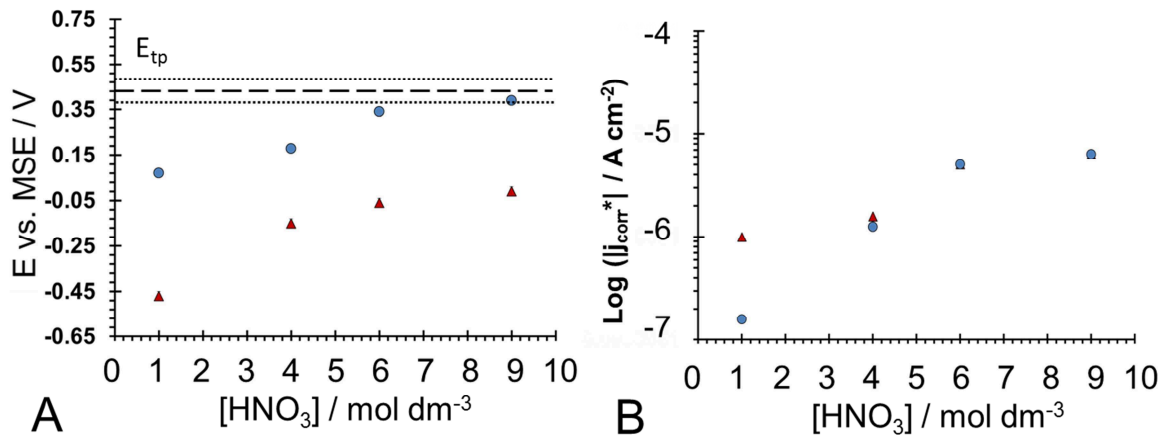 0.75
0.55
0.35
0.15
-0.05
-0.25
-0.45
-0.65
E vs. MSE / V
Etp
0 1 2 3 4 5 6 7 8 9 10
[HNO3] / mol dm-3
A
-4
-5
-6
-7
Log (|jcorr*| / A cm-2)
0 1 2 3 4 5 6 7 8 9 10
[HNO3] / mol dm-3
B